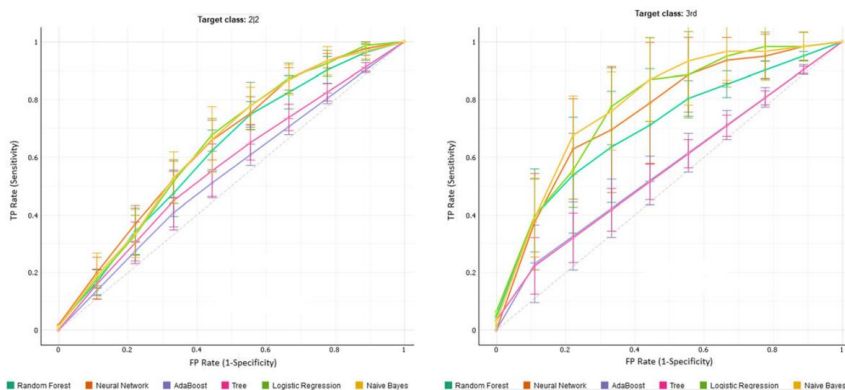 Target class: 2|2
TP Rate (Sensitivity)
1
0.8
0.6
0.4
0.2
0
0
0.2
0.4
0.6
0.8
1
FP Rate (1-Specificity)
Random Forest
Neural Network
AdaBoost
Tree
Logistic Regression
Naive Bayes
Target class: 3rd
TP Rate (Sensitivity)
1
0.8
0.6
0.4
0.2
0
0
0.2
0.4
0.6
0.8
1
FP Rate (1-Specificity)
Random Forest
Neural Network
AdaBoost
Tree
Logistic Regression
Naive Bayes